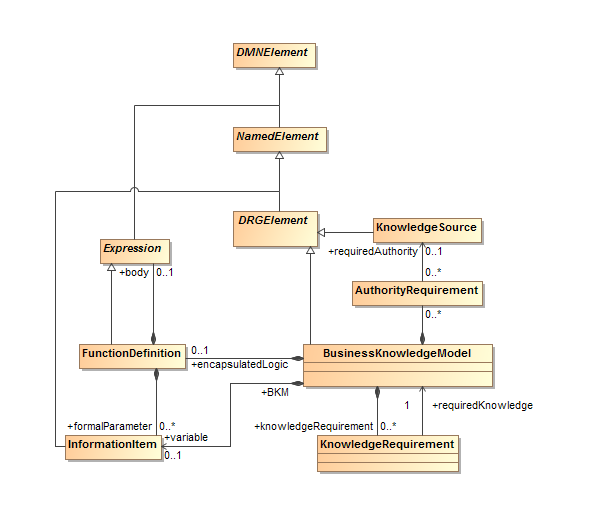 DMNElement
NamedElement
DRGElement
KnowledgeSource
+requiredAuthority 0..1
Expression
+body 0..1
0..*
AuthorityRequirement
0..*
FunctionDefinition
0..1
+encapsulatedLogic
BusinessKnowledgeModel
+BKM
1 +requiredKnowledge
+formalParameter 0..*
+knowledgeRequirement 0..*
+variable
InformationItem
0..1
KnowledgeRequirement